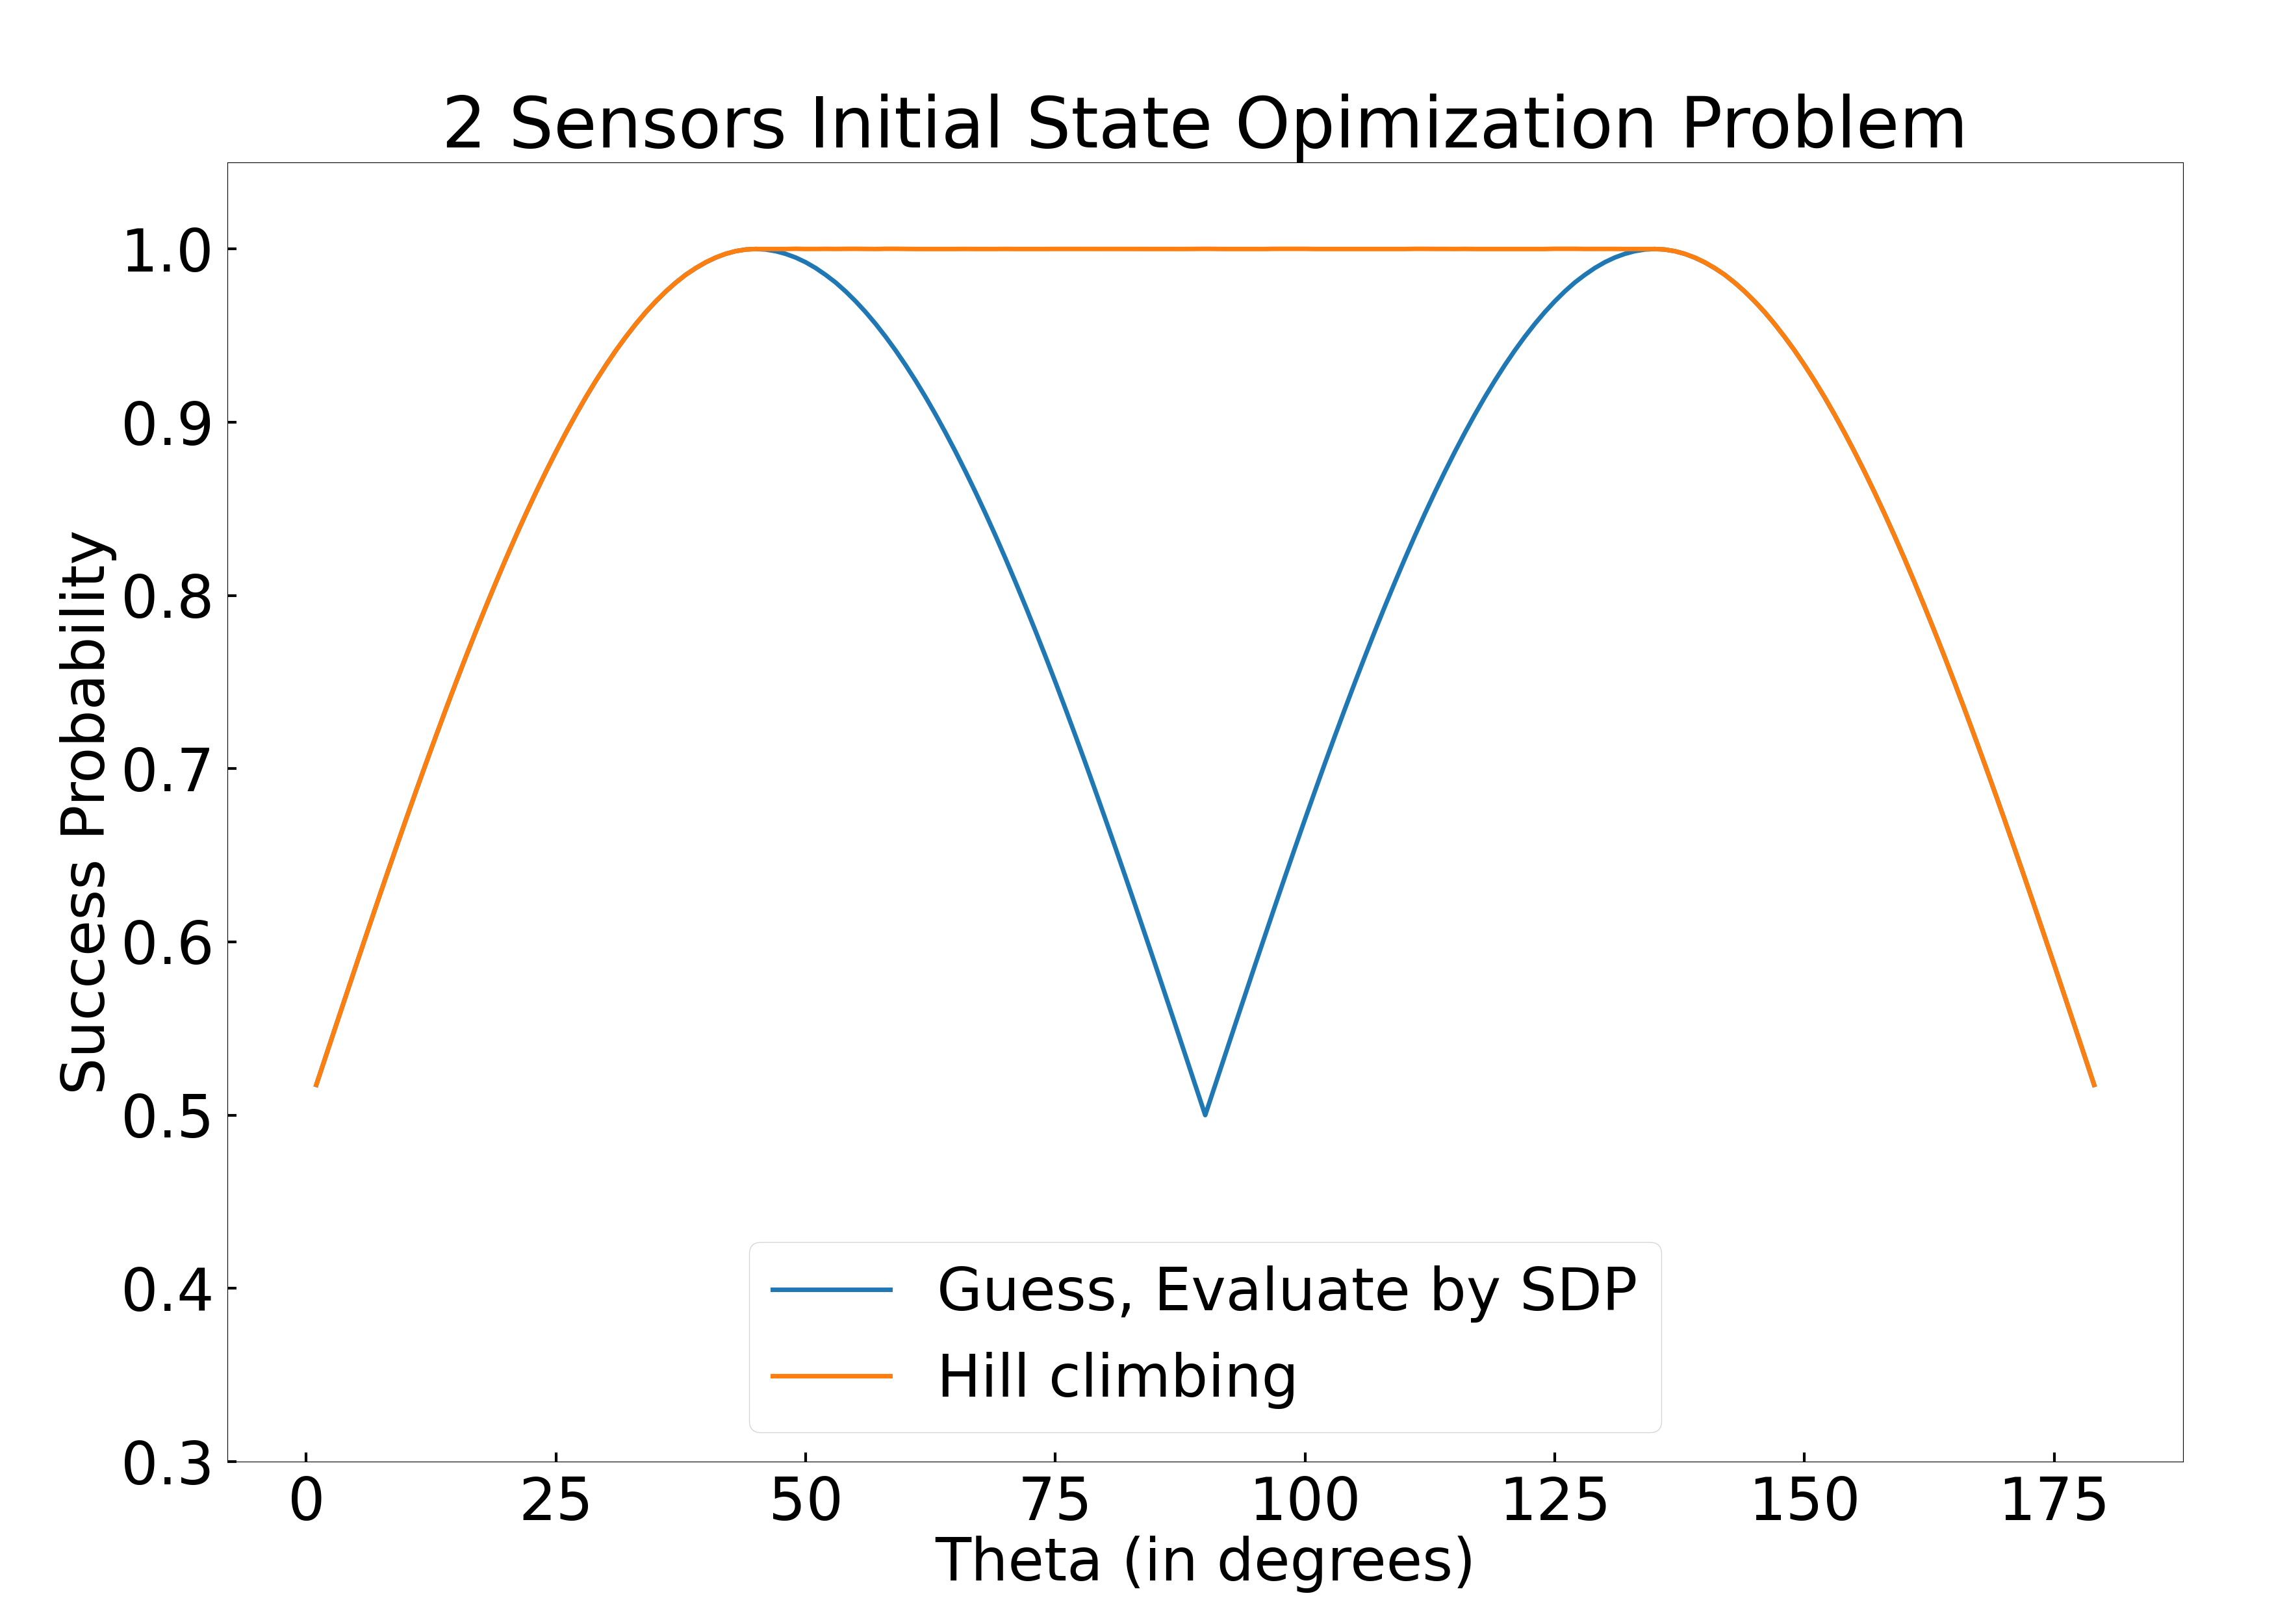 2 Sensors Initial State Opimization Problem
1.0
0.9
0.8
0.7
0.6
0.5
0.4
0.3
Success Probability
Guess, Evaluate by SDP
Hill climbing
0 25 50 75 100 125 150 175
Theta (in degrees)